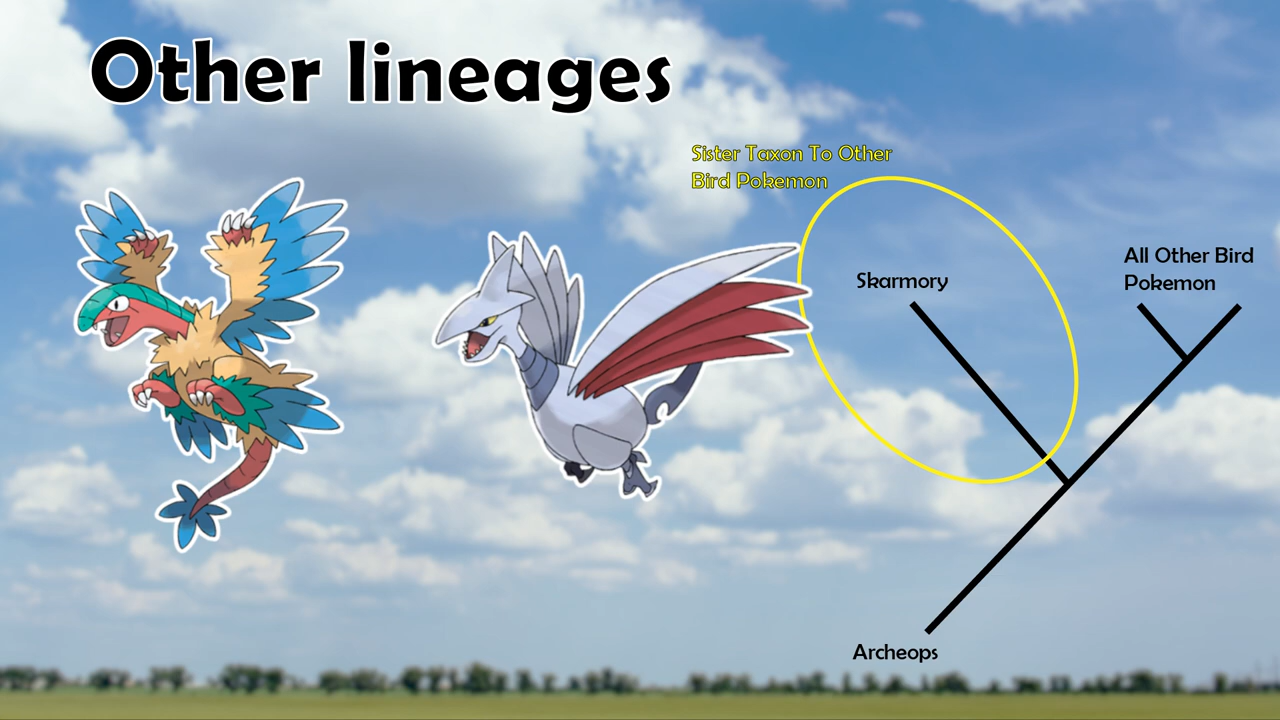 Other lineages
Sister Taxon To Other
Bird Pokemon
Skarmory
All Other Bird
Pokemon
Archeops